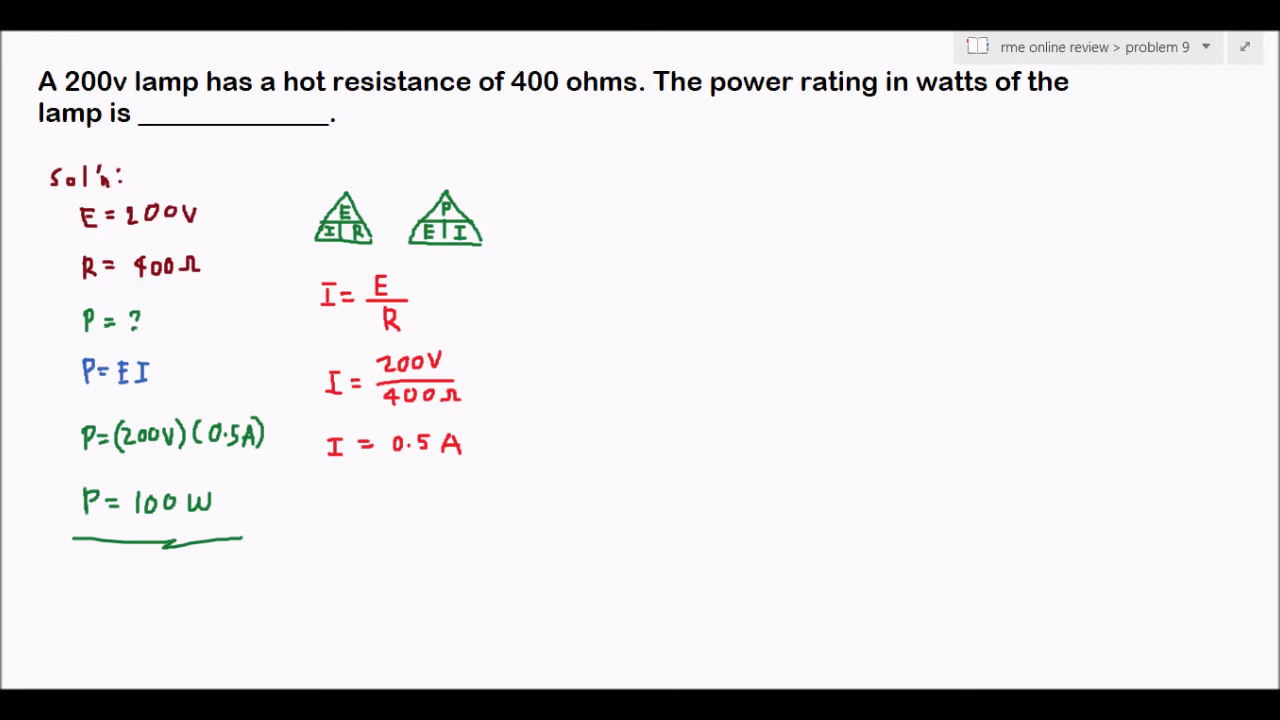 rme online review > problem 9
A 200v lamp has a hot resistance of 400 ohms. The power rating in watts of the
lamp is _____________.
Sol'n:
E = 200V
R = 400Ω
P = ?
P = EI
P = (200V) (0.5A)
P = 100 W
E
I R
P
E I
I = E
R
I = 200V
400Ω
I = 0.5 A